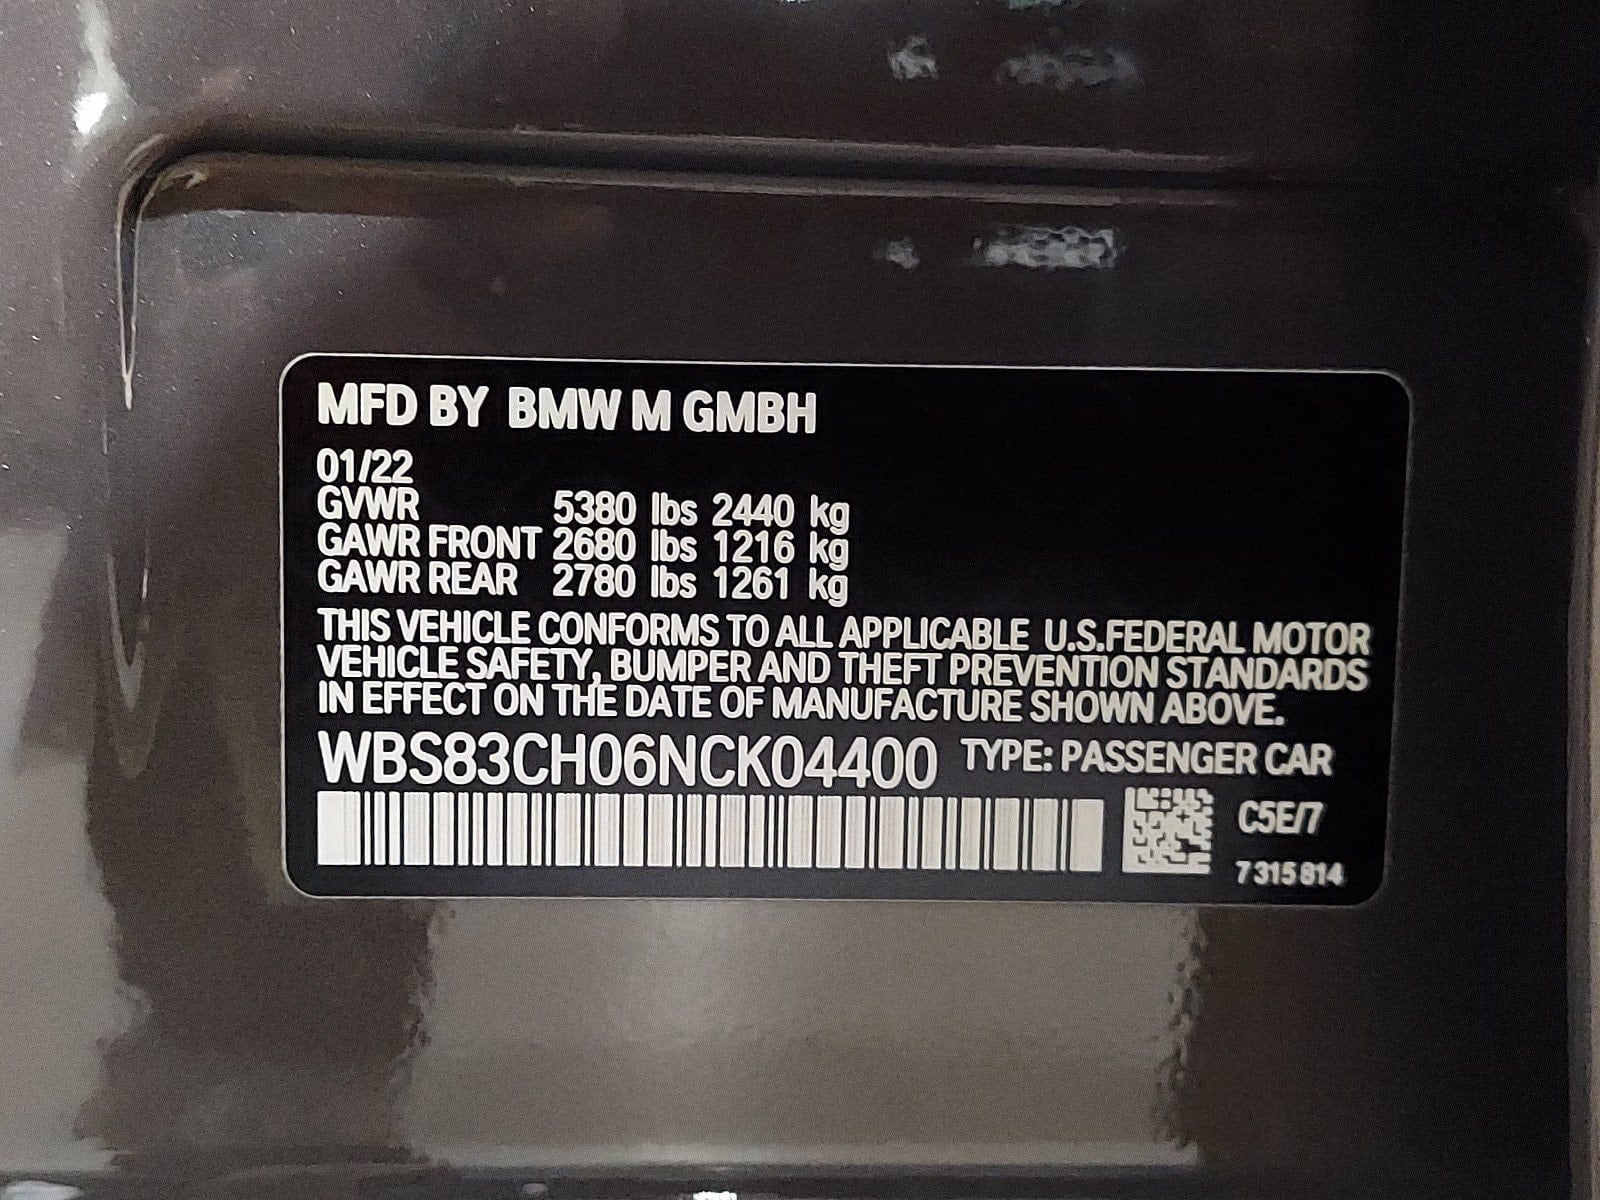 MFD BY BMW M GMBH
01/22
GVWR 5380 lbs 2440 kg
GAWR FRONT 2680 lbs 1216 kg
GAWR REAR 2780 lbs 1261 kg
THIS VEHICLE CONFORMS TO ALL APPLICABLE U.S.FEDERAL MOTOR
VEHICLE SAFETY, BUMPER AND THEFT PREVENTION STANDARDS
IN EFFECT ON THE DATE OF MANUFACTURE SHOWN ABOVE.
WBS83CH06NCK04400 TYPE: PASSENGER CAR
C5E/7
7 315 814